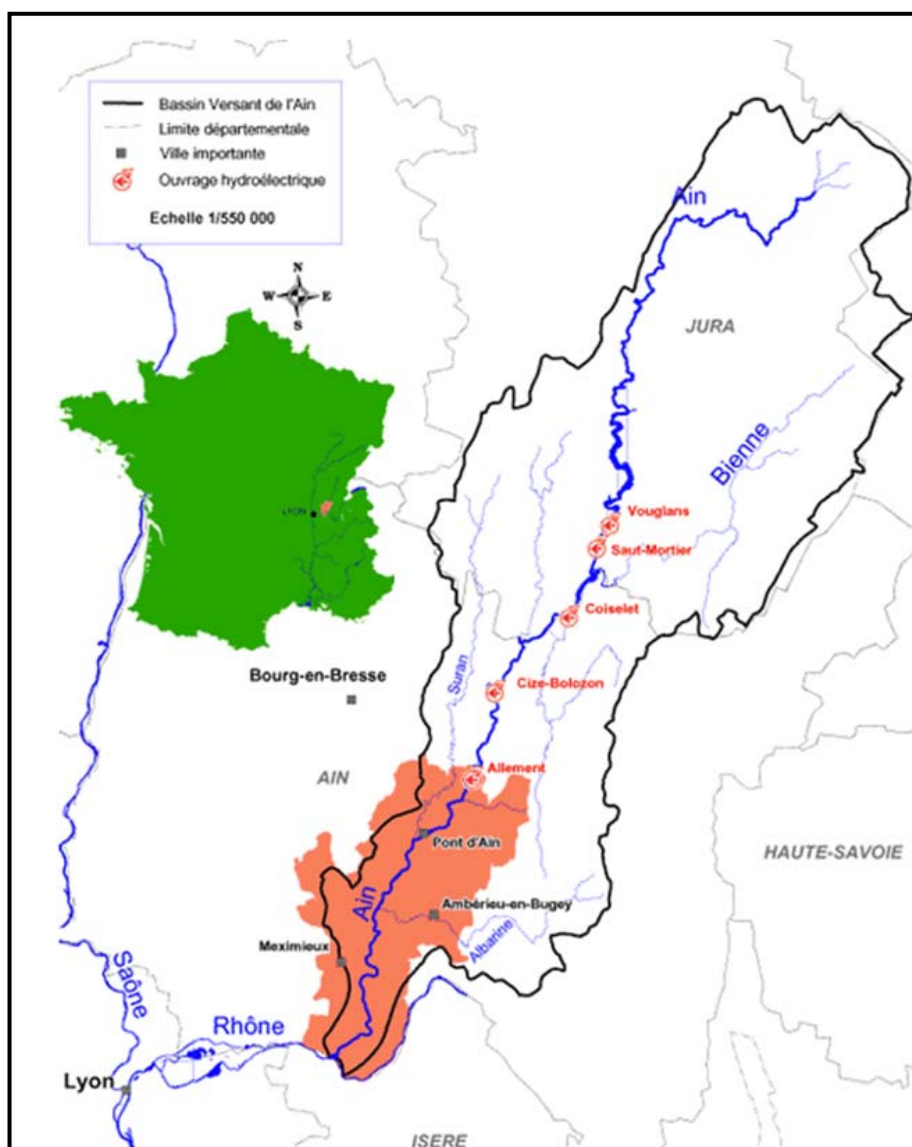 Bassin Versant de l'Ain
Limite départementale
Ville importante
Ouvrage hydroélectrique
Echelle 1/550 000
N
W E
S
Ain
JURA
Bienne
LYON
Vouglans
Saut-Mortier
Coiselet
Suran
Bourg-en-Bresse
Cize-Bolozon
Allement
AIN
Pont d'Ain
HAUTE-SAVOIE
Ain
Ambérieu-en-Bugey
Albarine
Meximieux
Saône
Rhône
Lyon
ISERE